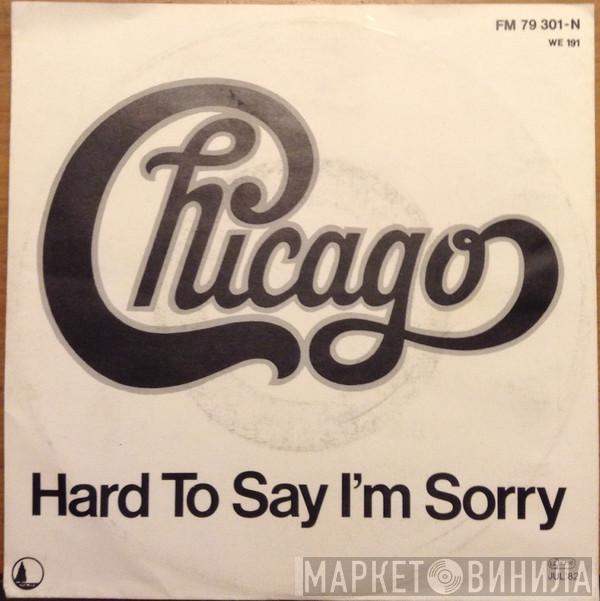 FM 79 301-N
WE 191
Chicago
Hard To Say I'm Sorry
JUL. 82
МАРКЕТ ВИНИЛА